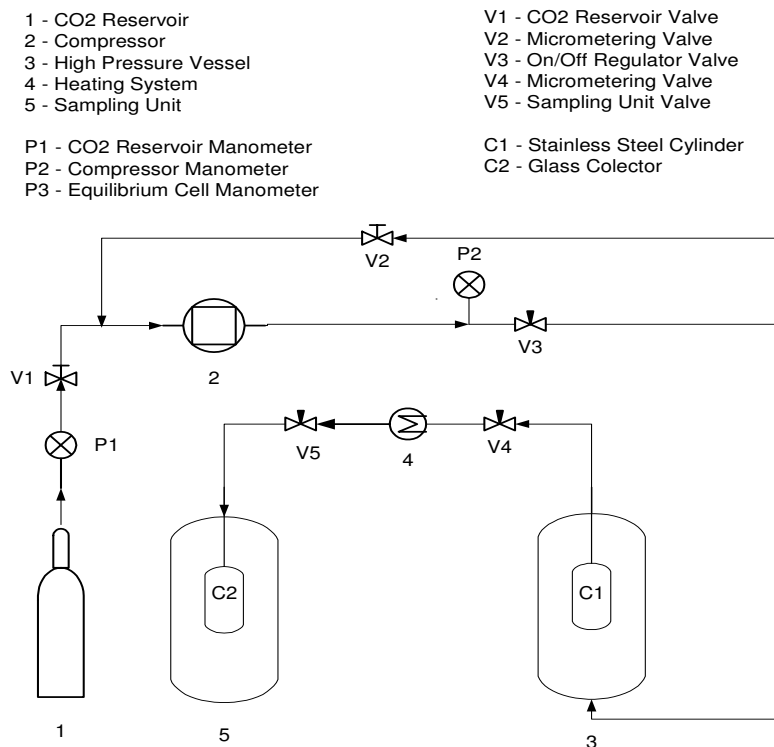 1 - CO2 Reservoir
2 - Compressor
3 - High Pressure Vessel
4 - Heating System
5 - Sampling Unit
P1 - CO2 Reservoir Manometer
P2 - Compressor Manometer
P3 - Equilibrium Cell Manometer
V1 - CO2 Reservoir Valve
V2 - Micrometering Valve
V3 - On/Off Regulator Valve
V4 - Micrometering Valve
V5 - Sampling Unit Valve
C1 - Stainless Steel Cylinder
C2 - Glass Colector
V2
P2
V3
2
V1
P1
V5
4
V4
C2
C1
1
5
3